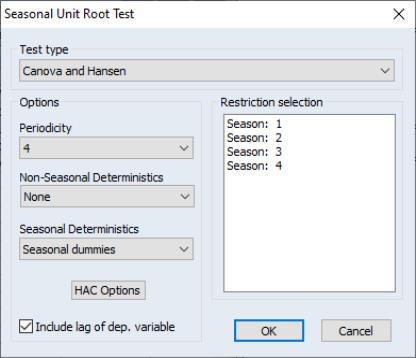 Seasonal Unit Root Test
Test type
Canova and Hansen
Options
Periodicity
4
Non-Seasonal Deterministics
None
Seasonal Deterministics
Seasonal dummies
HAC Options
Include lag of dep. variable
Restriction selection
Season: 1
Season: 2
Season: 3
Season: 4
OK
Cancel